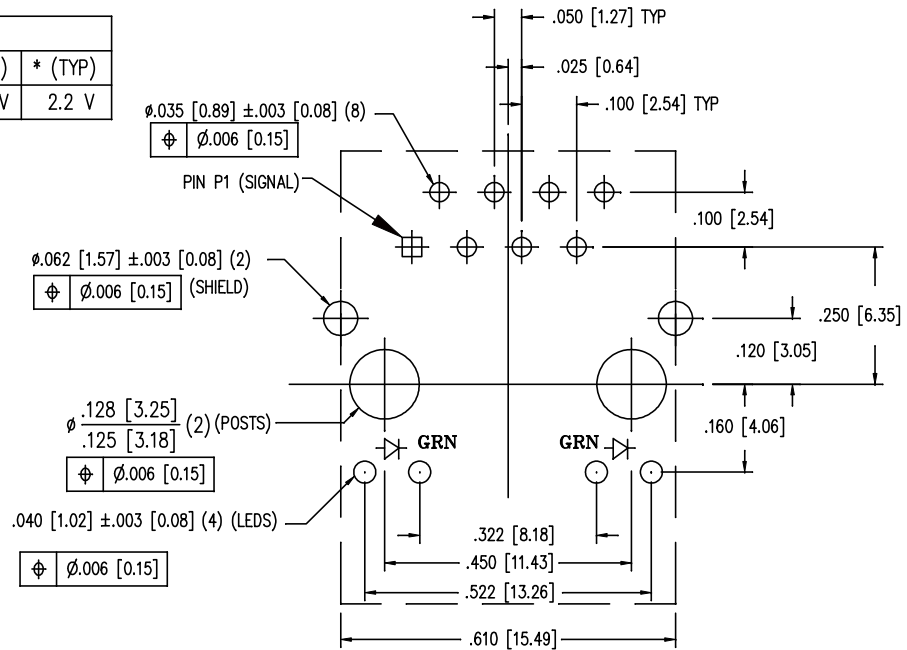 .050 [1.27] TYP
) * (TYP)
V 2.2 V
.025 [0.64]
ø.035 [0.89] ±.003 [0.08] (8)
.100 [2.54] TYP
⌖ Ø.006 [0.15]
PIN P1 (SIGNAL)
.100 [2.54]
ø.062 [1.57] ±.003 [0.08] (2)
⌖ Ø.006 [0.15] (SHIELD)
.250 [6.35]
.120 [3.05]
ø .128 [3.25]
.125 [3.18] (2) (POSTS)
.160 [4.06]
GRN GRN
⌖ Ø.006 [0.15]
.040 [1.02] ±.003 [0.08] (4) (LEDS)
.322 [8.18]
.450 [11.43]
⌖ Ø.006 [0.15]
.522 [13.26]
.610 [15.49]